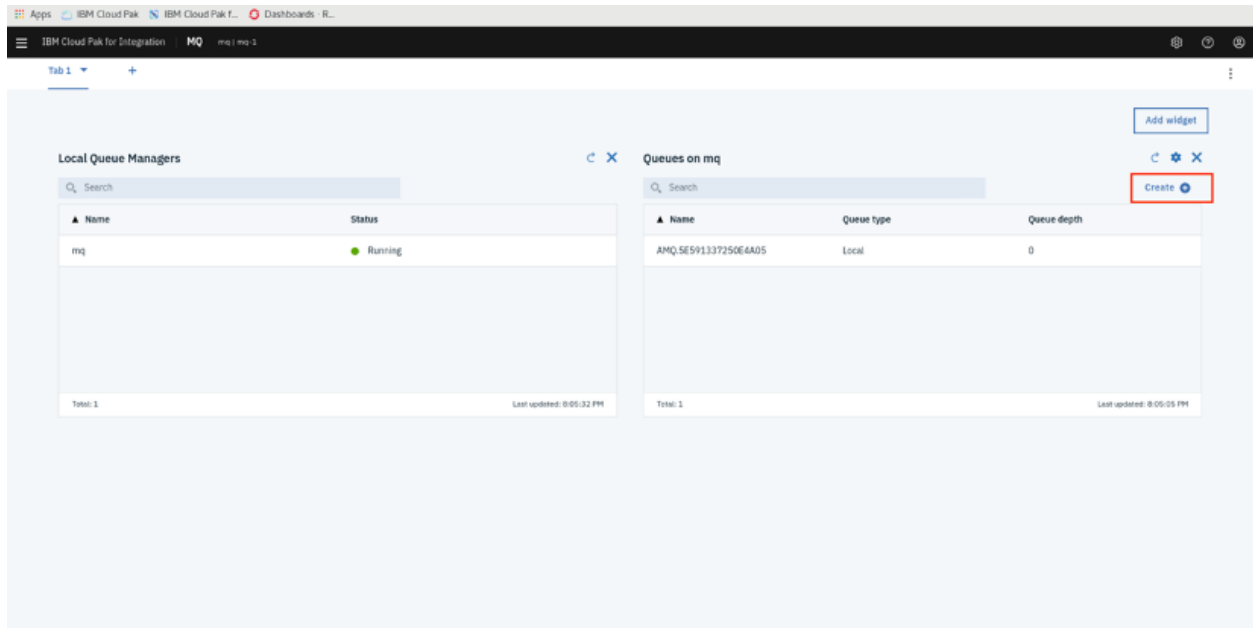 Apps IBM Cloud Pak IBM Cloud Pak f... Dashboards · R...
IBM Cloud Pak for Integration MQ mq | mq-1
Tab 1
Add widget
Local Queue Managers
Search
Name Status
mq Running
Total: 1 Last updated: 8:05:32 PM
Queues on mq
Search Create
Name Queue type Queue depth
AMQ.5E591337250E4A05 Local 0
Total: 1 Last updated: 8:05:05 PM